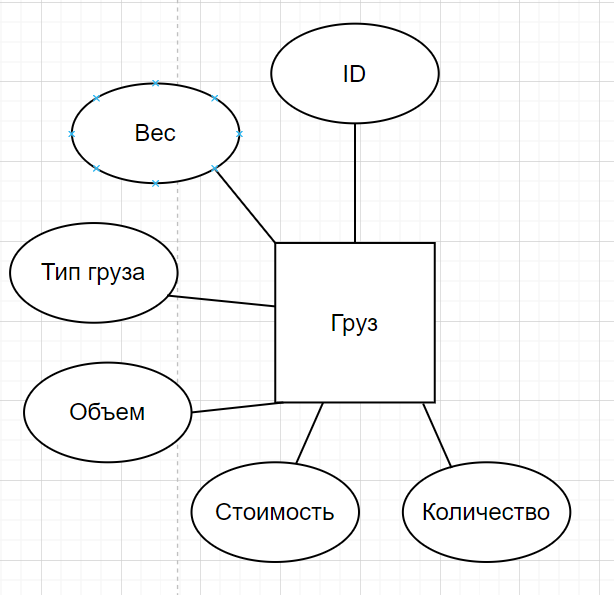 ID
Вес
Тип груза
Груз
Объем
Стоимость
Количество